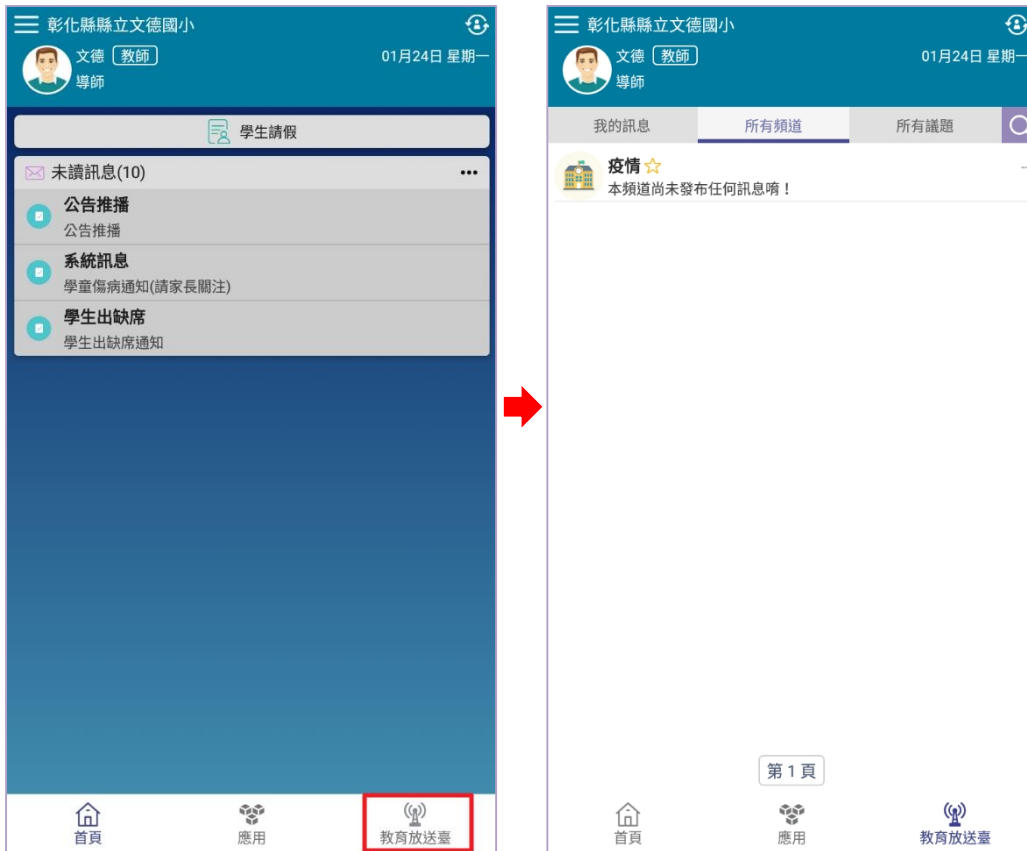 彰化縣縣立文德國小
文德 教師
01月24日 星期一
導師
學生請假
未讀訊息(10)
公告推播
公告推播
系統訊息
學童傷病通知(請家長關注)
學生出缺席
學生出缺席通知
首頁
應用
教育放送臺
彰化縣縣立文德國小
文德 教師
01月24日 星期一
導師
我的訊息
所有頻道
所有議題
疫情
本頻道尚未發布任何訊息唷！
第 1 頁
首頁
應用
教育放送臺